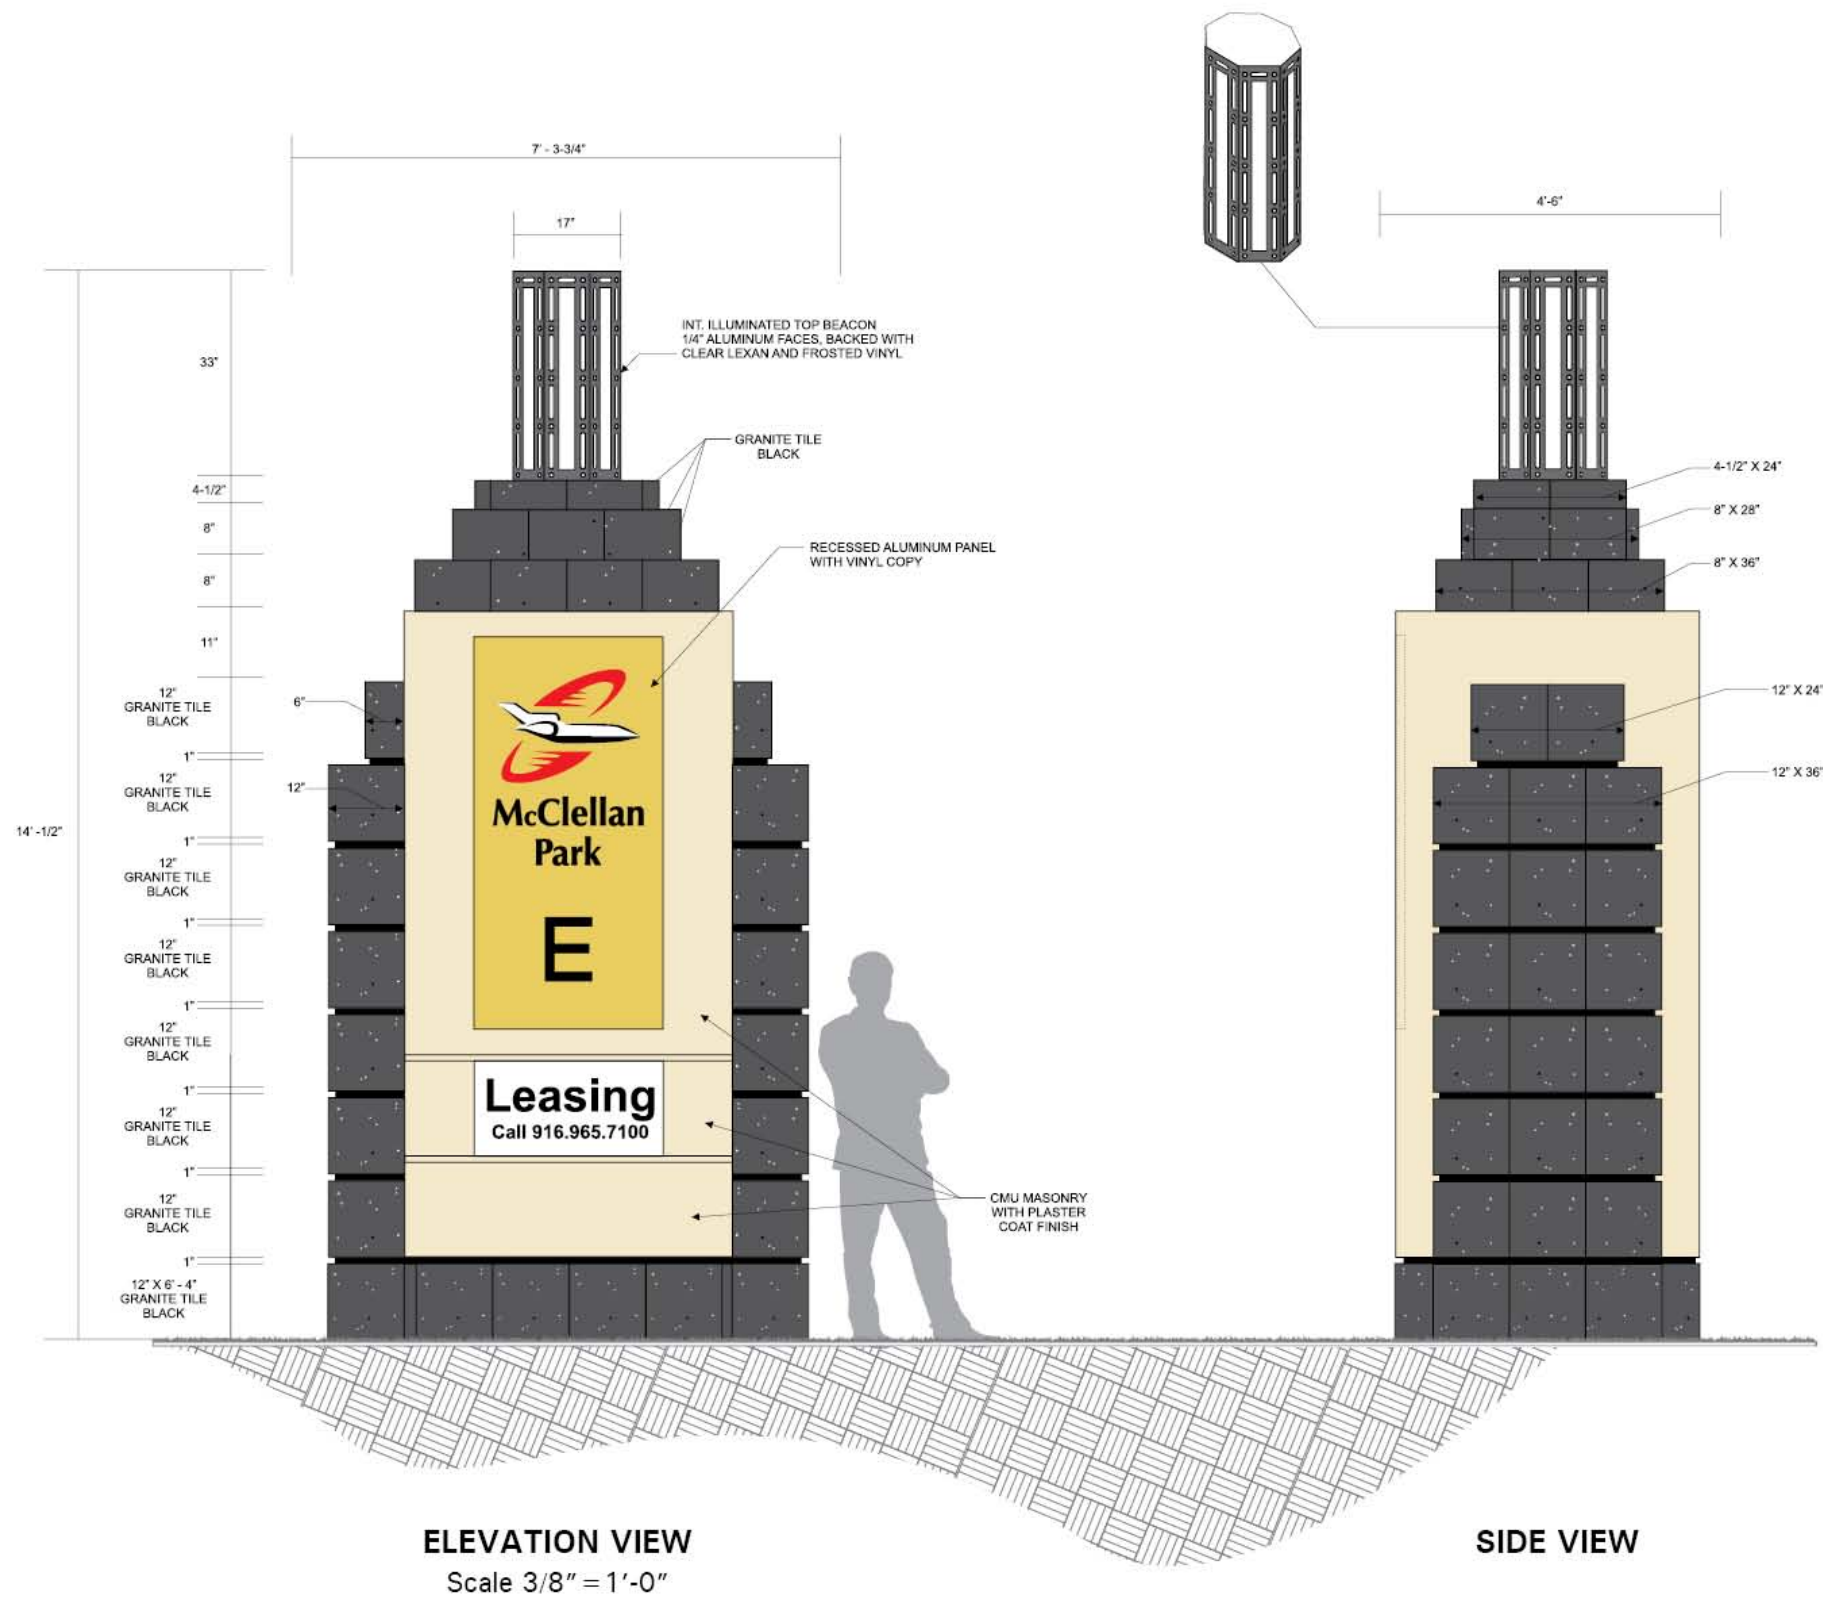 7' - 3-3/4"
17"
4'-6"
33"
INT. ILLUMINATED TOP BEACON
1/4" ALUMINUM FACES, BACKED WITH
CLEAR LEXAN AND FROSTED VINYL
GRANITE TILE
BLACK
4-1/2"
8"
8"
11"
RECESSED ALUMINUM PANEL
WITH VINYL COPY
4-1/2" X 24"
8" X 28"
8" X 36"
12" X 24"
12" X 36"
12"
GRANITE TILE
BLACK
6"
1"
12"
GRANITE TILE
BLACK
12"
14' -1/2"
1"
12"
GRANITE TILE
BLACK
1"
12"
GRANITE TILE
BLACK
1"
12"
GRANITE TILE
BLACK
1"
12"
GRANITE TILE
BLACK
1"
12"
GRANITE TILE
BLACK
1"
12" X 6' - 4"
GRANITE TILE
BLACK
McClellan
Park
E
Leasing
Call 916.965.7100
CMU MASONRY
WITH PLASTER
COAT FINISH
ELEVATION VIEW
Scale 3/8" = 1'-0"
SIDE VIEW